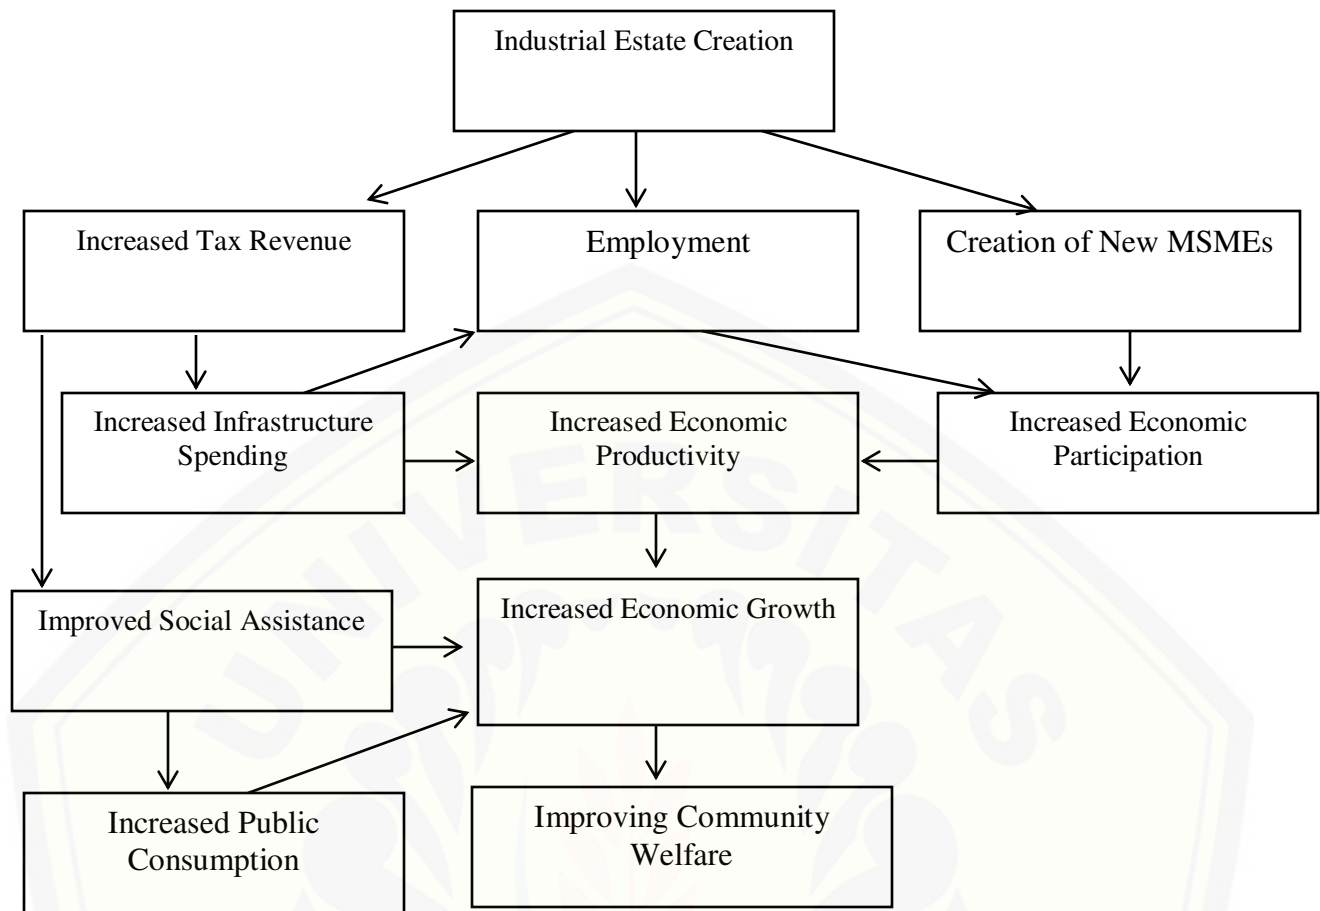 Industrial Estate Creation
Increased Tax Revenue
Employment
Creation of New MSMEs
Increased Infrastructure
Spending
Increased Economic
Productivity
Increased Economic
Participation
Improved Social Assistance
Increased Economic Growth
Increased Public
Consumption
Improving Community
Welfare
UNIVERSITAS